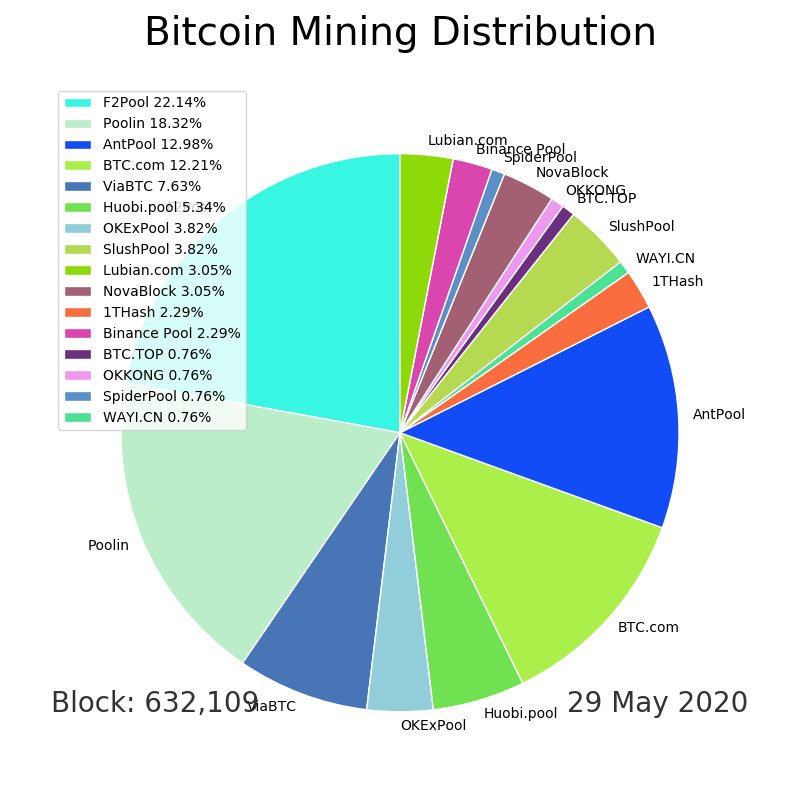 Bitcoin Mining Distribution
F2Pool 22.14%
Poolin 18.32%
AntPool 12.98%
BTC.com 12.21%
ViaBTC 7.63%
Huobi.pool 5.34%
OKExPool 3.82%
SlushPool 3.82%
Lubian.com 3.05%
NovaBlock 3.05%
1THash 2.29%
Binance Pool 2.29%
BTC.TOP 0.76%
OKKONG 0.76%
SpiderPool 0.76%
WAYI.CN 0.76%
Lubian.com
Binance Pool
SpiderPool
NovaBlock
OKKONG
BTC.TOP
SlushPool
WAYI.CN
1THash
AntPool
BTC.com
Huobi.pool
OKExPool
ViaBTC
Poolin
Block: 632,109
29 May 2020